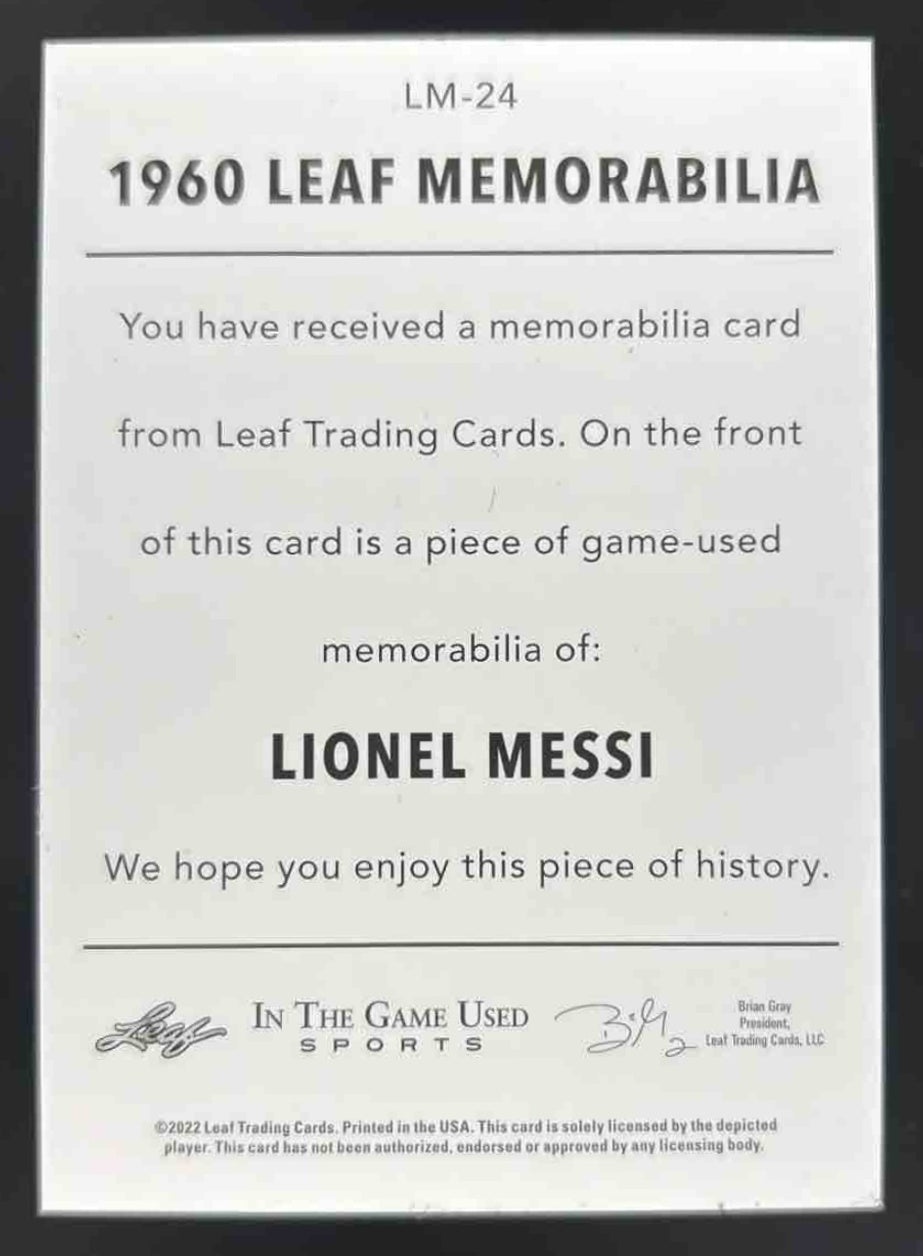 LM-24
1960 LEAF MEMORABILIA
You have received a memorabilia card
from Leaf Trading Cards. On the front
of this card is a piece of game-used
memorabilia of:
LIONEL MESSI
We hope you enjoy this piece of history.
Leaf
IN THE GAME USED
SPORTS
Brian Gray
President,
Leaf Trading Cards, LLC
©2022 Leaf Trading Cards. Printed in the USA. This card is solely licensed by the depicted
player. This card has not been authorized, endorsed or approved by any licensing body.